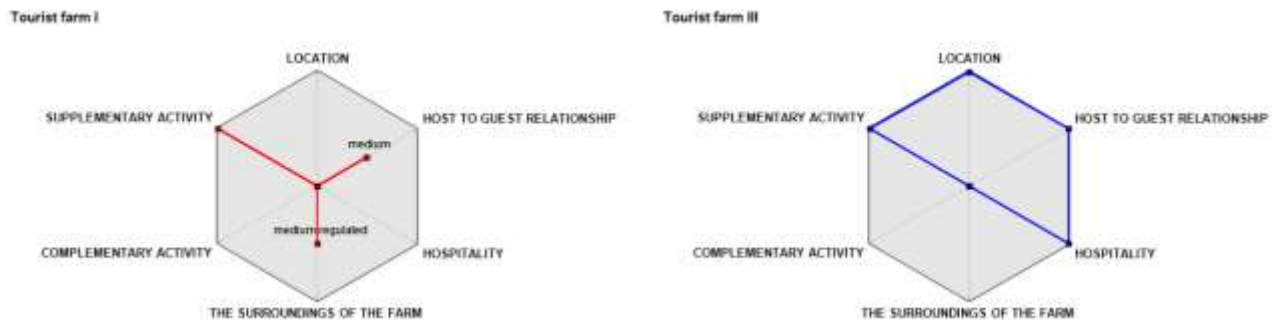 Tourist farm I
LOCATION
SUPPLEMENTARY ACTIVITY
HOST TO GUEST RELATIONSHIP
medium
medium regulated
COMPLEMENTARY ACTIVITY
HOSPITALITY
THE SURROUNDINGS OF THE FARM
Tourist farm III
LOCATION
SUPPLEMENTARY ACTIVITY
HOST TO GUEST RELATIONSHIP
COMPLEMENTARY ACTIVITY
HOSPITALITY
THE SURROUNDINGS OF THE FARM